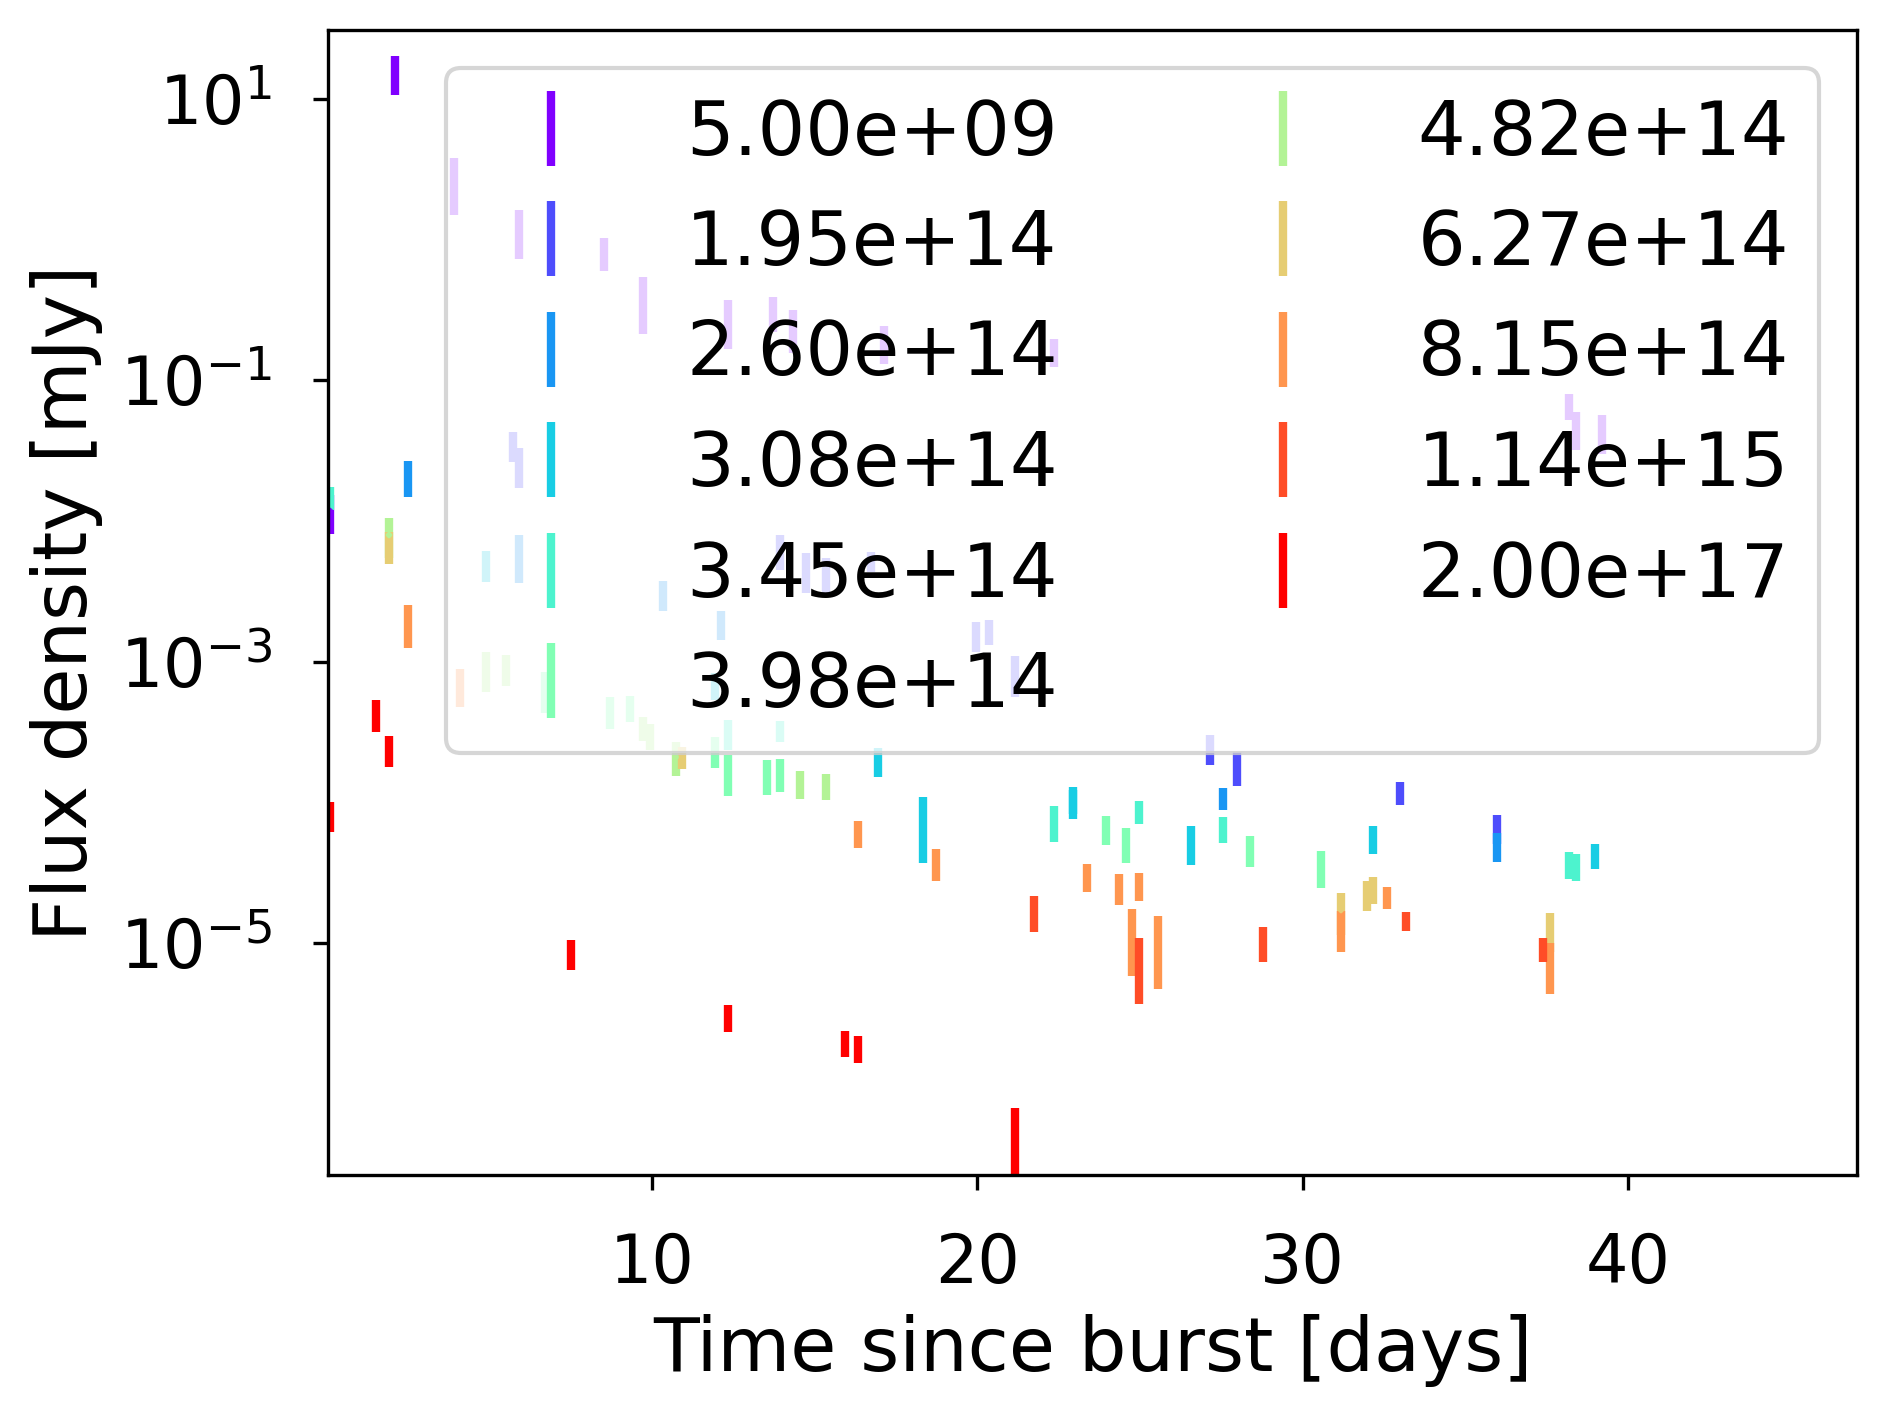 Flux density [mJy]
10¹
10⁻¹
10⁻³
10⁻⁵
5.00e+09
1.95e+14
2.60e+14
3.08e+14
3.45e+14
3.98e+14
4.82e+14
6.27e+14
8.15e+14
1.14e+15
2.00e+17
10 20 30 40
Time since burst [days]